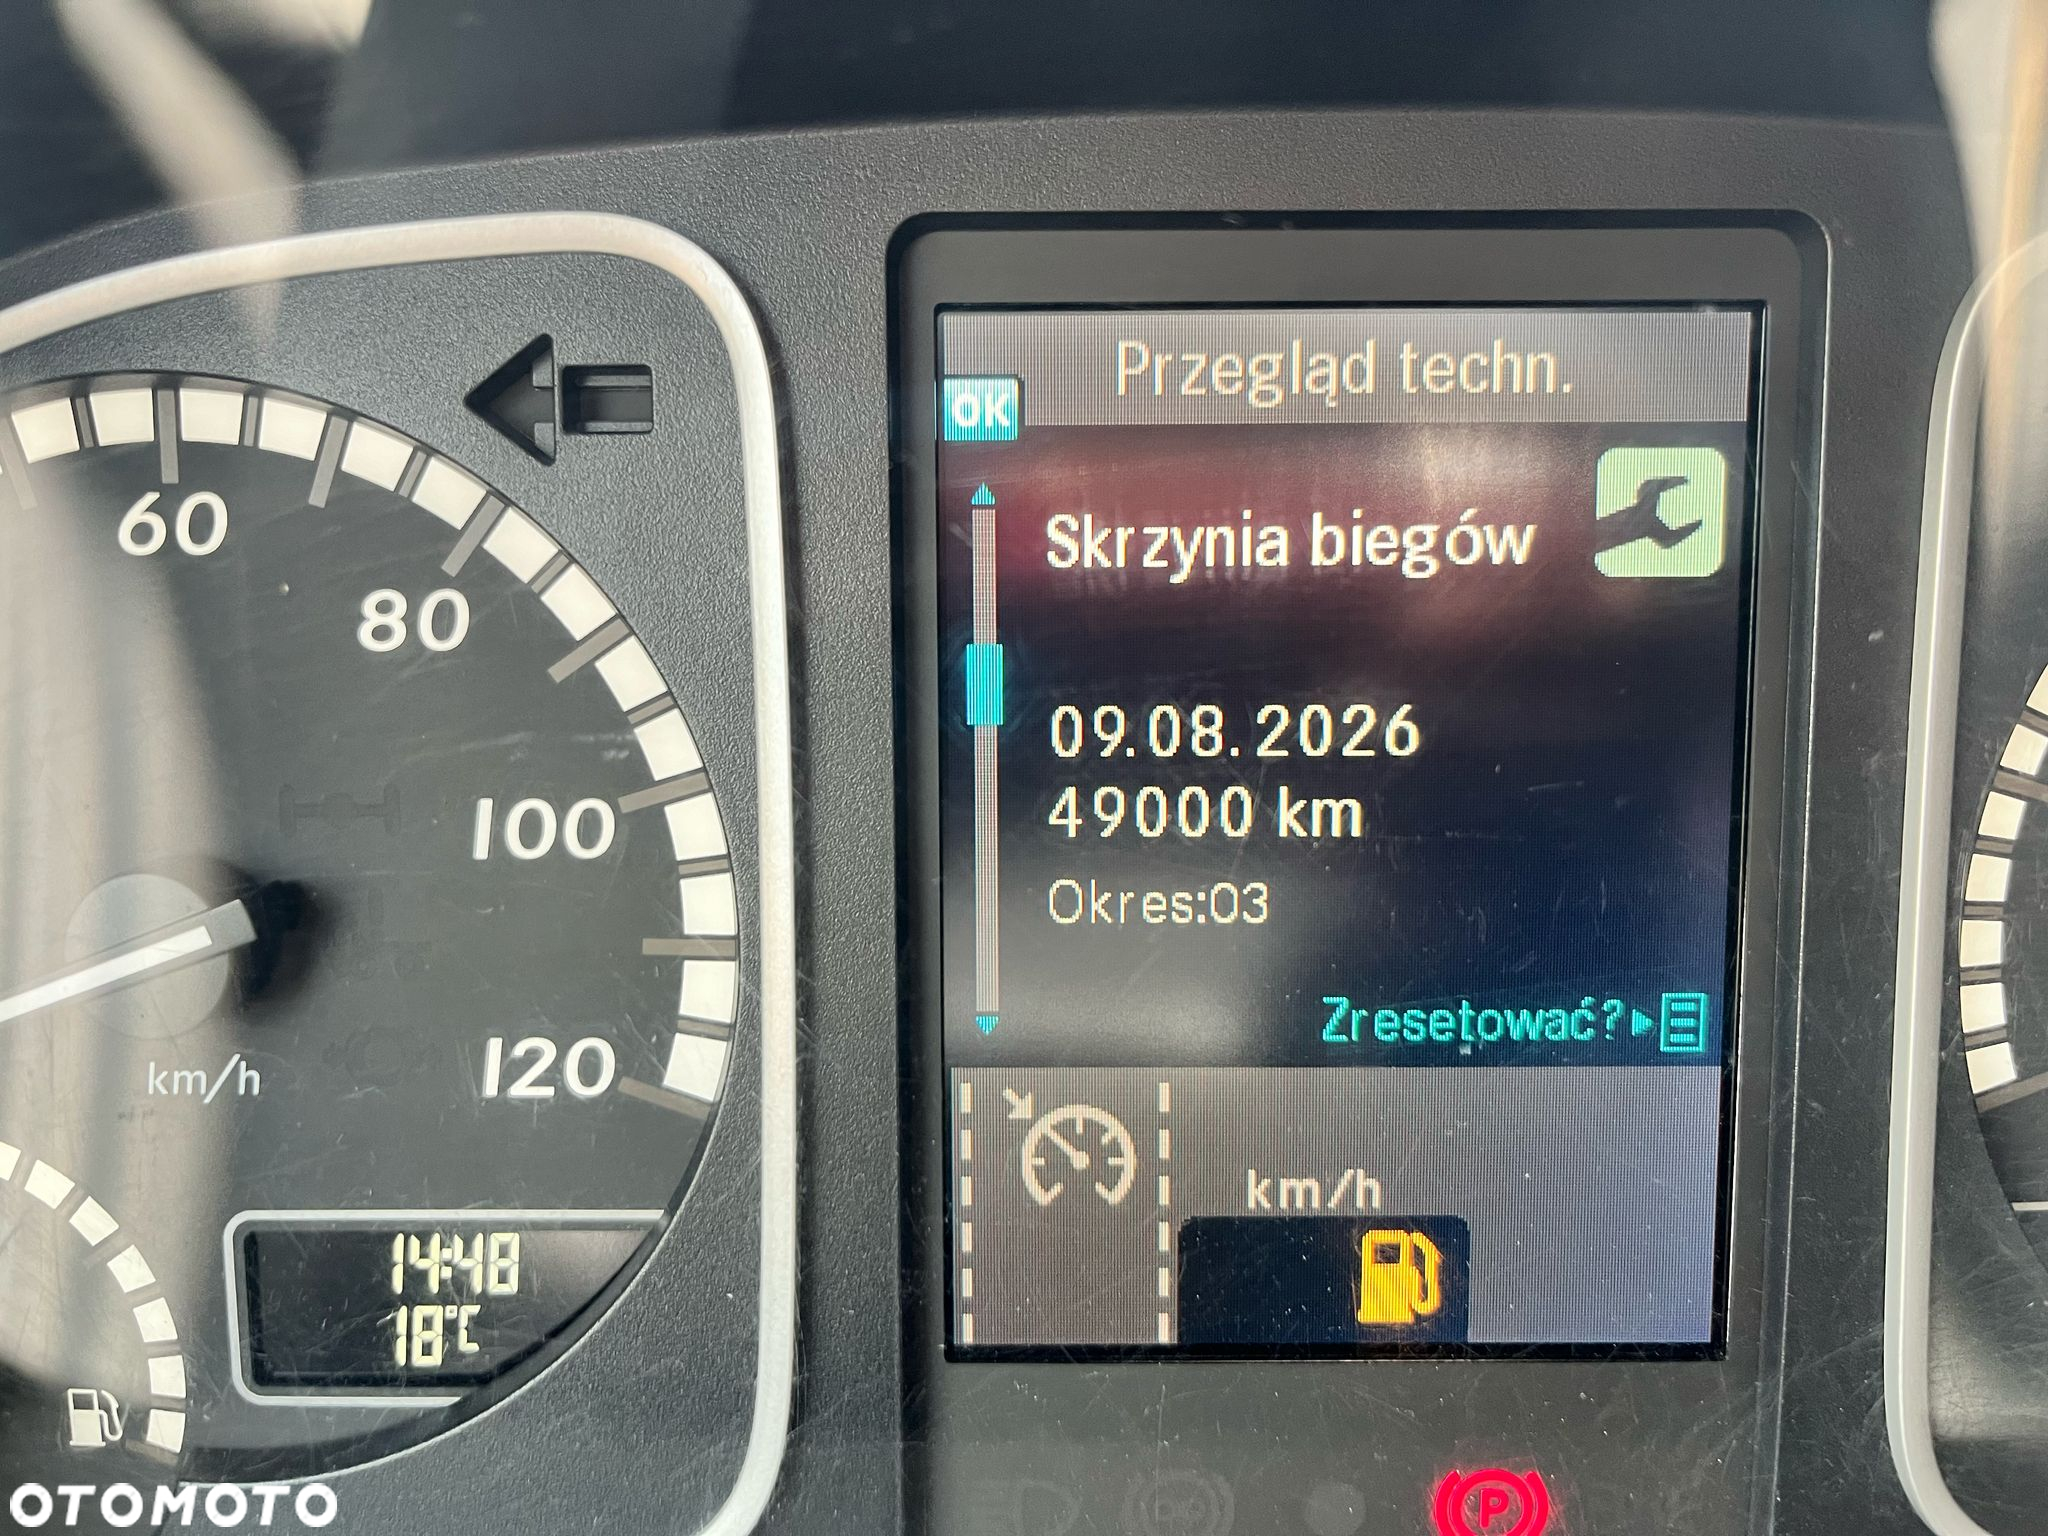 Przegląd techn.
OK
Skrzynia biegów
09.08.2026
49000 km
Okres:03
Zresetować?
km/h
60
80
100
120
km/h
14:48
18°C
P
OTOMOTO